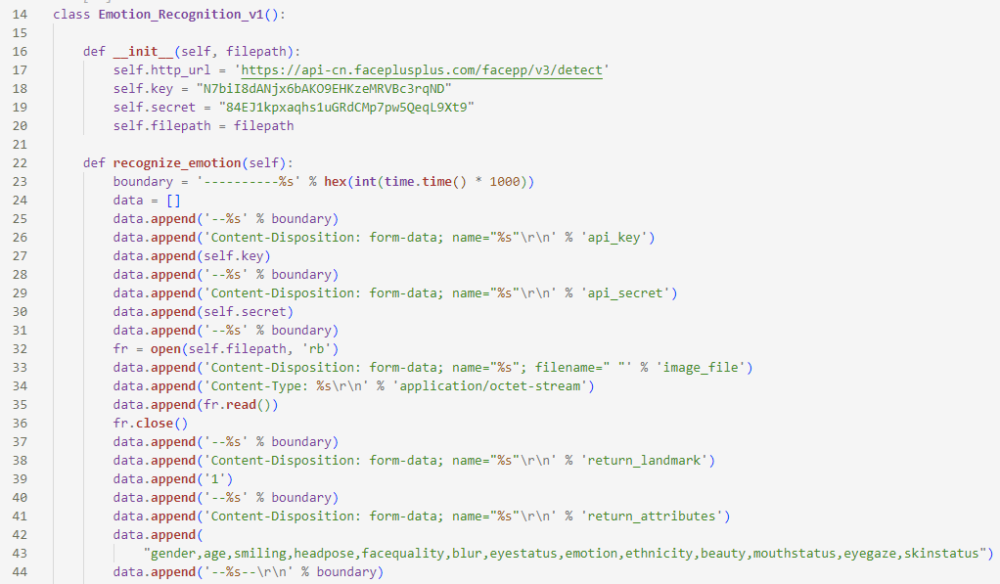 14 class Emotion_Recognition_v1():
15
16 def __init__(self, filepath):
17 self.http_url = 'https://api-cn.faceplusplus.com/facepp/v3/detect'
18 self.key = "N7biI8dANjx6bAKO9EHKzeMRVBc3rqND"
19 self.secret = "84EJ1kpxaqhs1uGRdCMp7pw5QeqL9Xt9"
20 self.filepath = filepath
21
22 def recognize_emotion(self):
23 boundary = '----------%s' % hex(int(time.time() * 1000))
24 data = []
25 data.append('--%s' % boundary)
26 data.append('Content-Disposition: form-data; name="%s"\r\n' % 'api_key')
27 data.append(self.key)
28 data.append('--%s' % boundary)
29 data.append('Content-Disposition: form-data; name="%s"\r\n' % 'api_secret')
30 data.append(self.secret)
31 data.append('--%s' % boundary)
32 fr = open(self.filepath, 'rb')
33 data.append('Content-Disposition: form-data; name="%s"; filename=" "' % 'image_file')
34 data.append('Content-Type: %s\r\n' % 'application/octet-stream')
35 data.append(fr.read())
36 fr.close()
37 data.append('--%s' % boundary)
38 data.append('Content-Disposition: form-data; name="%s"\r\n' % 'return_landmark')
39 data.append('1')
40 data.append('--%s' % boundary)
41 data.append('Content-Disposition: form-data; name="%s"\r\n' % 'return_attributes')
42 data.append(
43 "gender,age,smiling,headpose,facequality,blur,eyestatus,emotion,ethnicity,beauty,mouthstatus,eyegaze,skinstatus")
44 data.append('--%s--\r\n' % boundary)